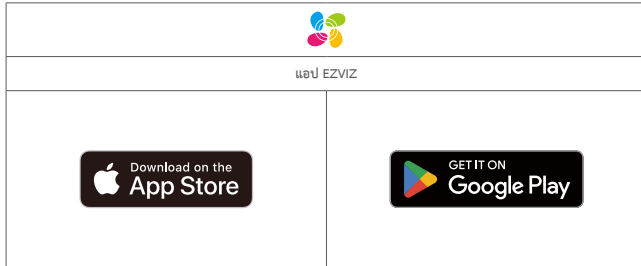 แอป EZVIZ
Download on the
App Store
GET IT ON
Google Play